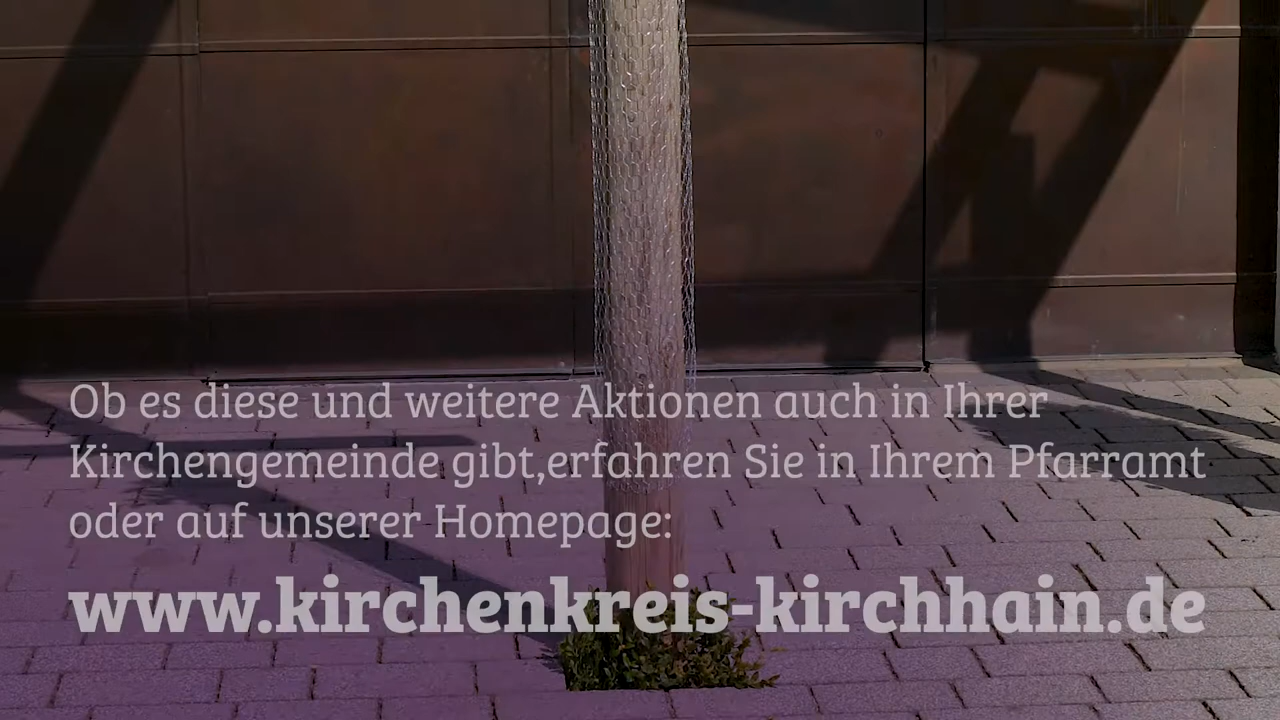 Ob es diese und weitere Aktionen auch in Ihrer
Kirchengemeinde gibt,erfahren Sie in Ihrem Pfarramt
oder auf unserer Homepage:
www.kirchenkreis-kirchhain.de